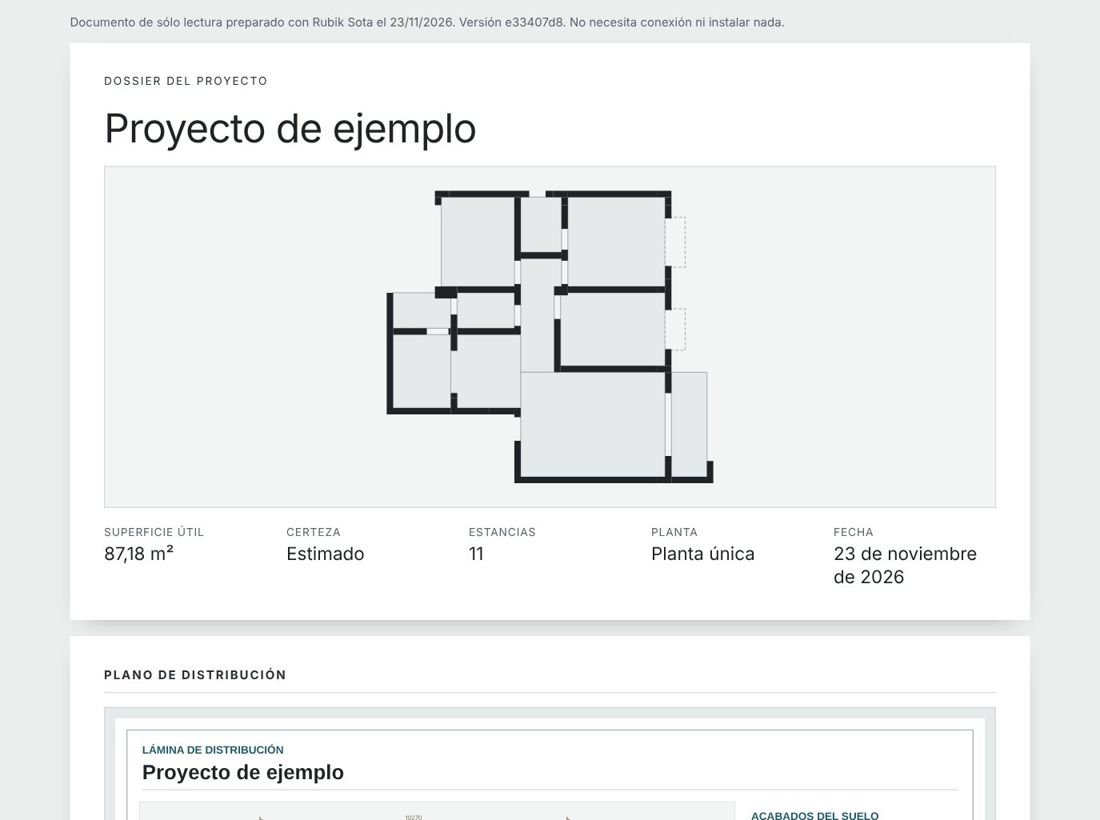 Documento de sólo lectura preparado con Rubik Sota el 23/11/2026. Versión e33407d8. No necesita conexión ni instalar nada.
DOSSIER DEL PROYECTO
Proyecto de ejemplo
SUPERFICIE ÚTIL
87,18 m²
CERTEZA
Estimado
ESTANCIAS
11
PLANTA
Planta única
FECHA
23 de noviembre
de 2026
PLANO DE DISTRIBUCIÓN
LÁMINA DE DISTRIBUCIÓN
Proyecto de ejemplo
10270
ACABADOS DEL SUELO